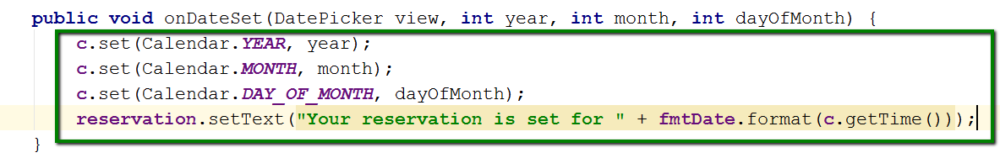 public void onDateSet(DatePicker view, int year, int month, int dayOfMonth) {
c.set(Calendar.YEAR, year);
c.set(Calendar.MONTH, month);
c.set(Calendar.DAY_OF_MONTH, dayOfMonth);
reservation.setText("Your reservation is set for " + fmtDate.format(c.getTime()));
}